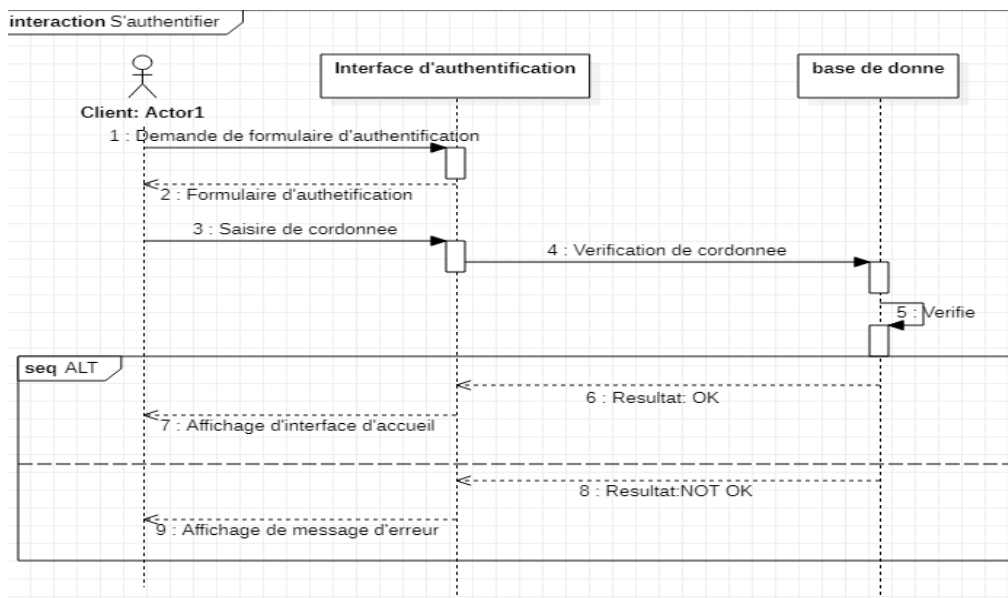 interaction S'authentifier
Interface d'authentification
base de donne
Client: Actor1
1 : Demande de formulaire d'authentification
2 : Formulaire d'authetification
3 : Saisire de cordonnee
4 : Verification de cordonnee
5 : Verifie
seq ALT
6 : Resultat: OK
7 : Affichage d'interface d'accueil
8 : Resultat:NOT OK
9 : Affichage de message d'erreur